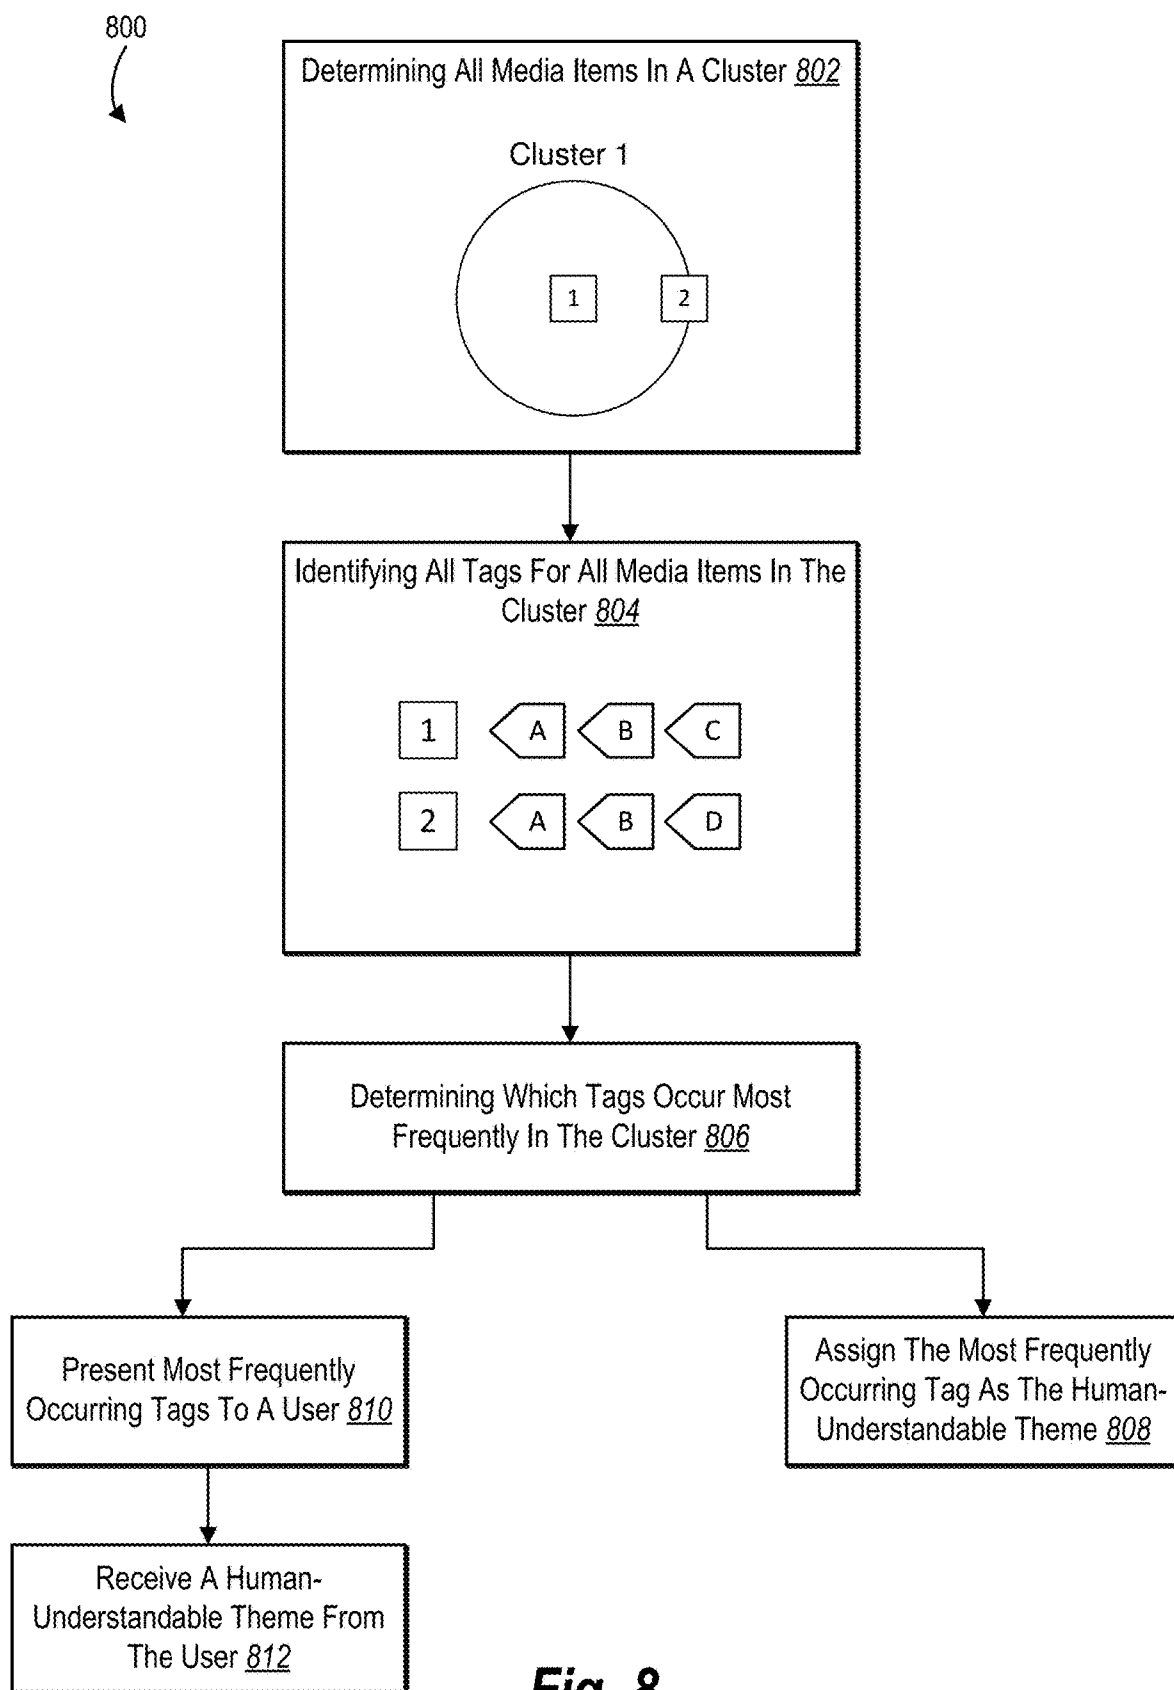 800
Determining All Media Items In A Cluster 802
Cluster 1
1
2
Identifying All Tags For All Media Items In The
Cluster 804
1 A B C
2 A B D
Determining Which Tags Occur Most
Frequently In The Cluster 806
Present Most Frequently
Occurring Tags To A User 810
Assign The Most Frequently
Occurring Tag As The Human-
Understandable Theme 808
Receive A Human-
Understandable Theme From
The User 812
Fig. 8